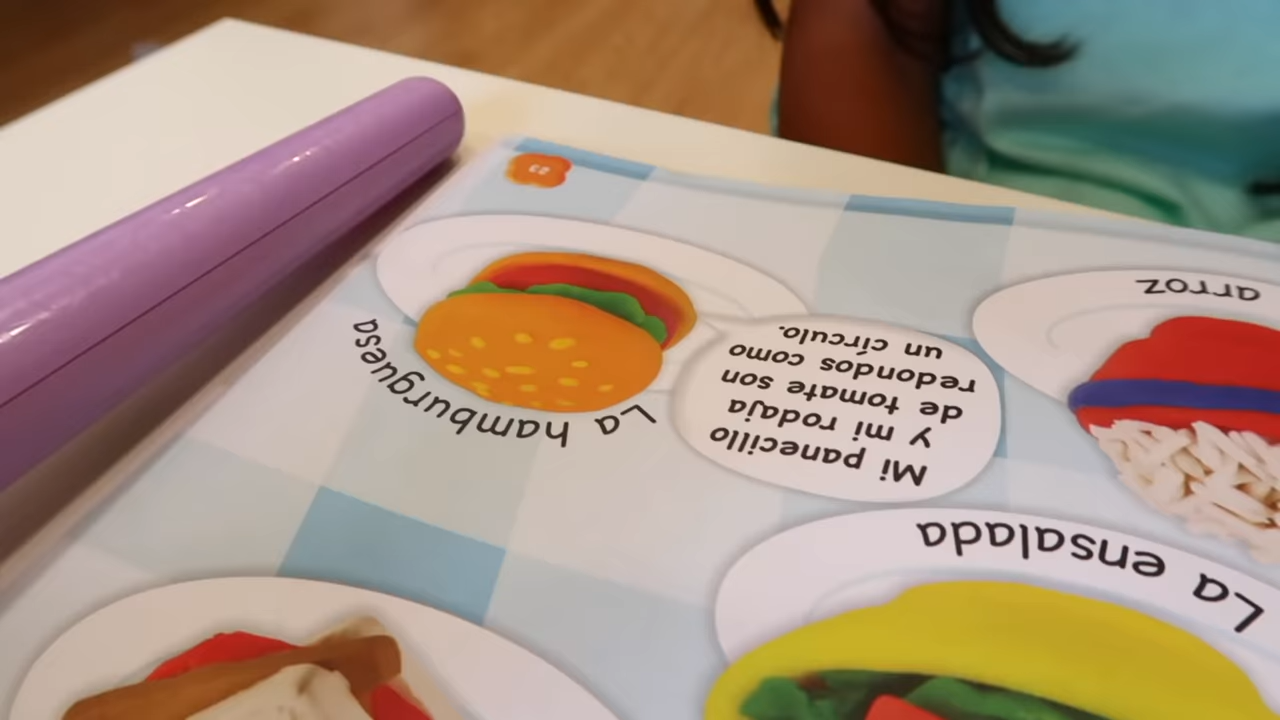 La ensalada
Mi panecillo
Y mi rodaja
de tomate son
redondos como
un círculo.
La hamburguesa
arroz